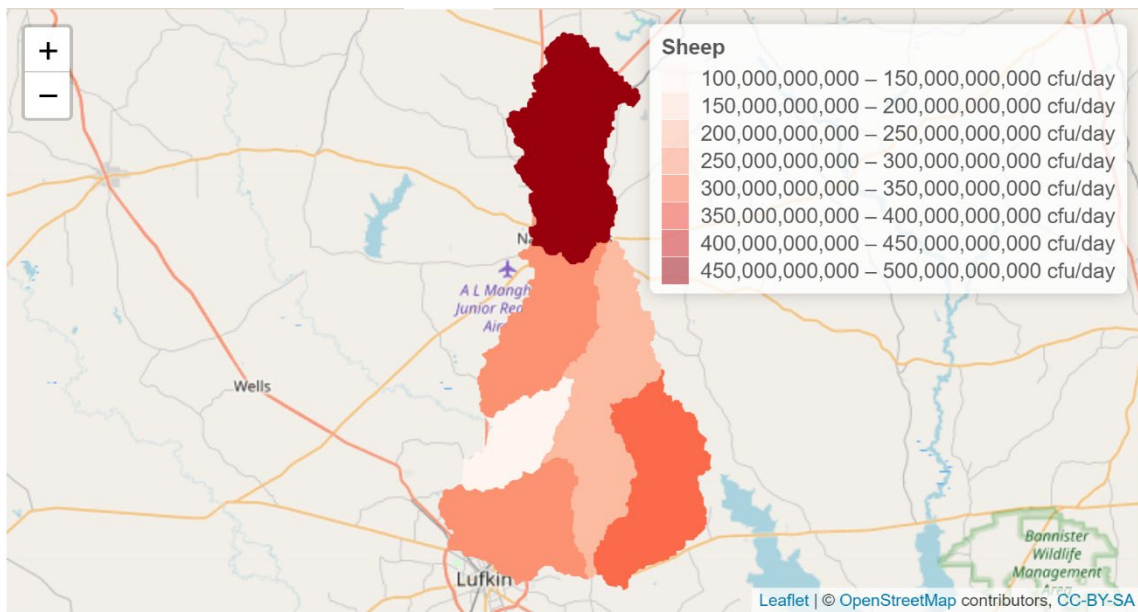 +
−
Sheep
100,000,000,000 – 150,000,000,000 cfu/day
150,000,000,000 – 200,000,000,000 cfu/day
200,000,000,000 – 250,000,000,000 cfu/day
250,000,000,000 – 300,000,000,000 cfu/day
300,000,000,000 – 350,000,000,000 cfu/day
350,000,000,000 – 400,000,000,000 cfu/day
400,000,000,000 – 450,000,000,000 cfu/day
450,000,000,000 – 500,000,000,000 cfu/day
Na
A L Mangh
Junior Reg
Air
Wells
Lufkin
Bannister
Wildlife
Management
Area
Leaflet | © OpenStreetMap contributors, CC-BY-SA